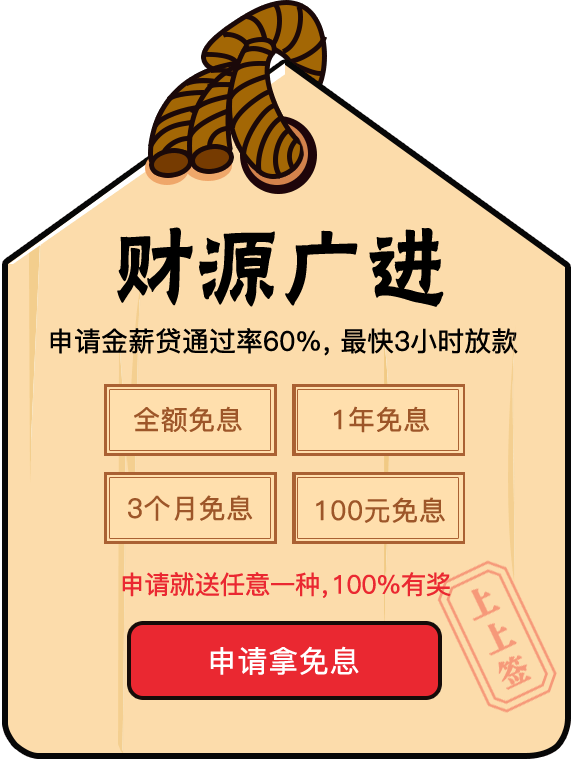 财源广进
申请金薪贷通过率60%, 最快3小时放款
全额免息
1年免息
3个月免息
100元免息
申请就送任意一种,100%有奖
上上签
申请拿免息